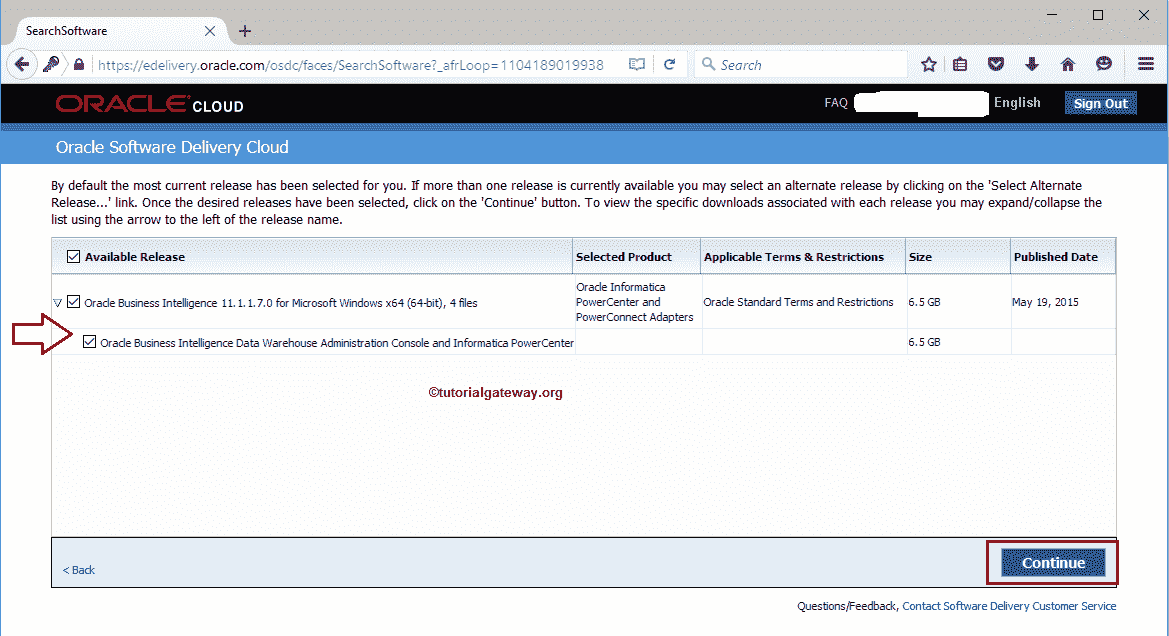 SearchSoftware
https://edelivery.oracle.com/osdc/faces/SearchSoftware?_afrLoop=1104189019938
Search
ORACLE CLOUD
FAQ
English
Sign Out
Oracle Software Delivery Cloud
By default the most current release has been selected for you. If more than one release is currently available you may select an alternate release by clicking on the 'Select Alternate
Release...' link. Once the desired releases have been selected, click on the 'Continue' button. To view the specific downloads associated with each release you may expand/collapse the
list using the arrow to the left of the release name.
Available Release
Selected Product
Applicable Terms & Restrictions
Size
Published Date
Oracle Business Intelligence 11.1.1.7.0 for Microsoft Windows x64 (64-bit), 4 files
Oracle Informatica
PowerCenter and
PowerConnect Adapters
Oracle Standard Terms and Restrictions
6.5 GB
May 19, 2015
Oracle Business Intelligence Data Warehouse Administration Console and Informatica PowerCenter
6.5 GB
©tutorialgateway.org
< Back
Continue
Questions/Feedback, Contact Software Delivery Customer Service